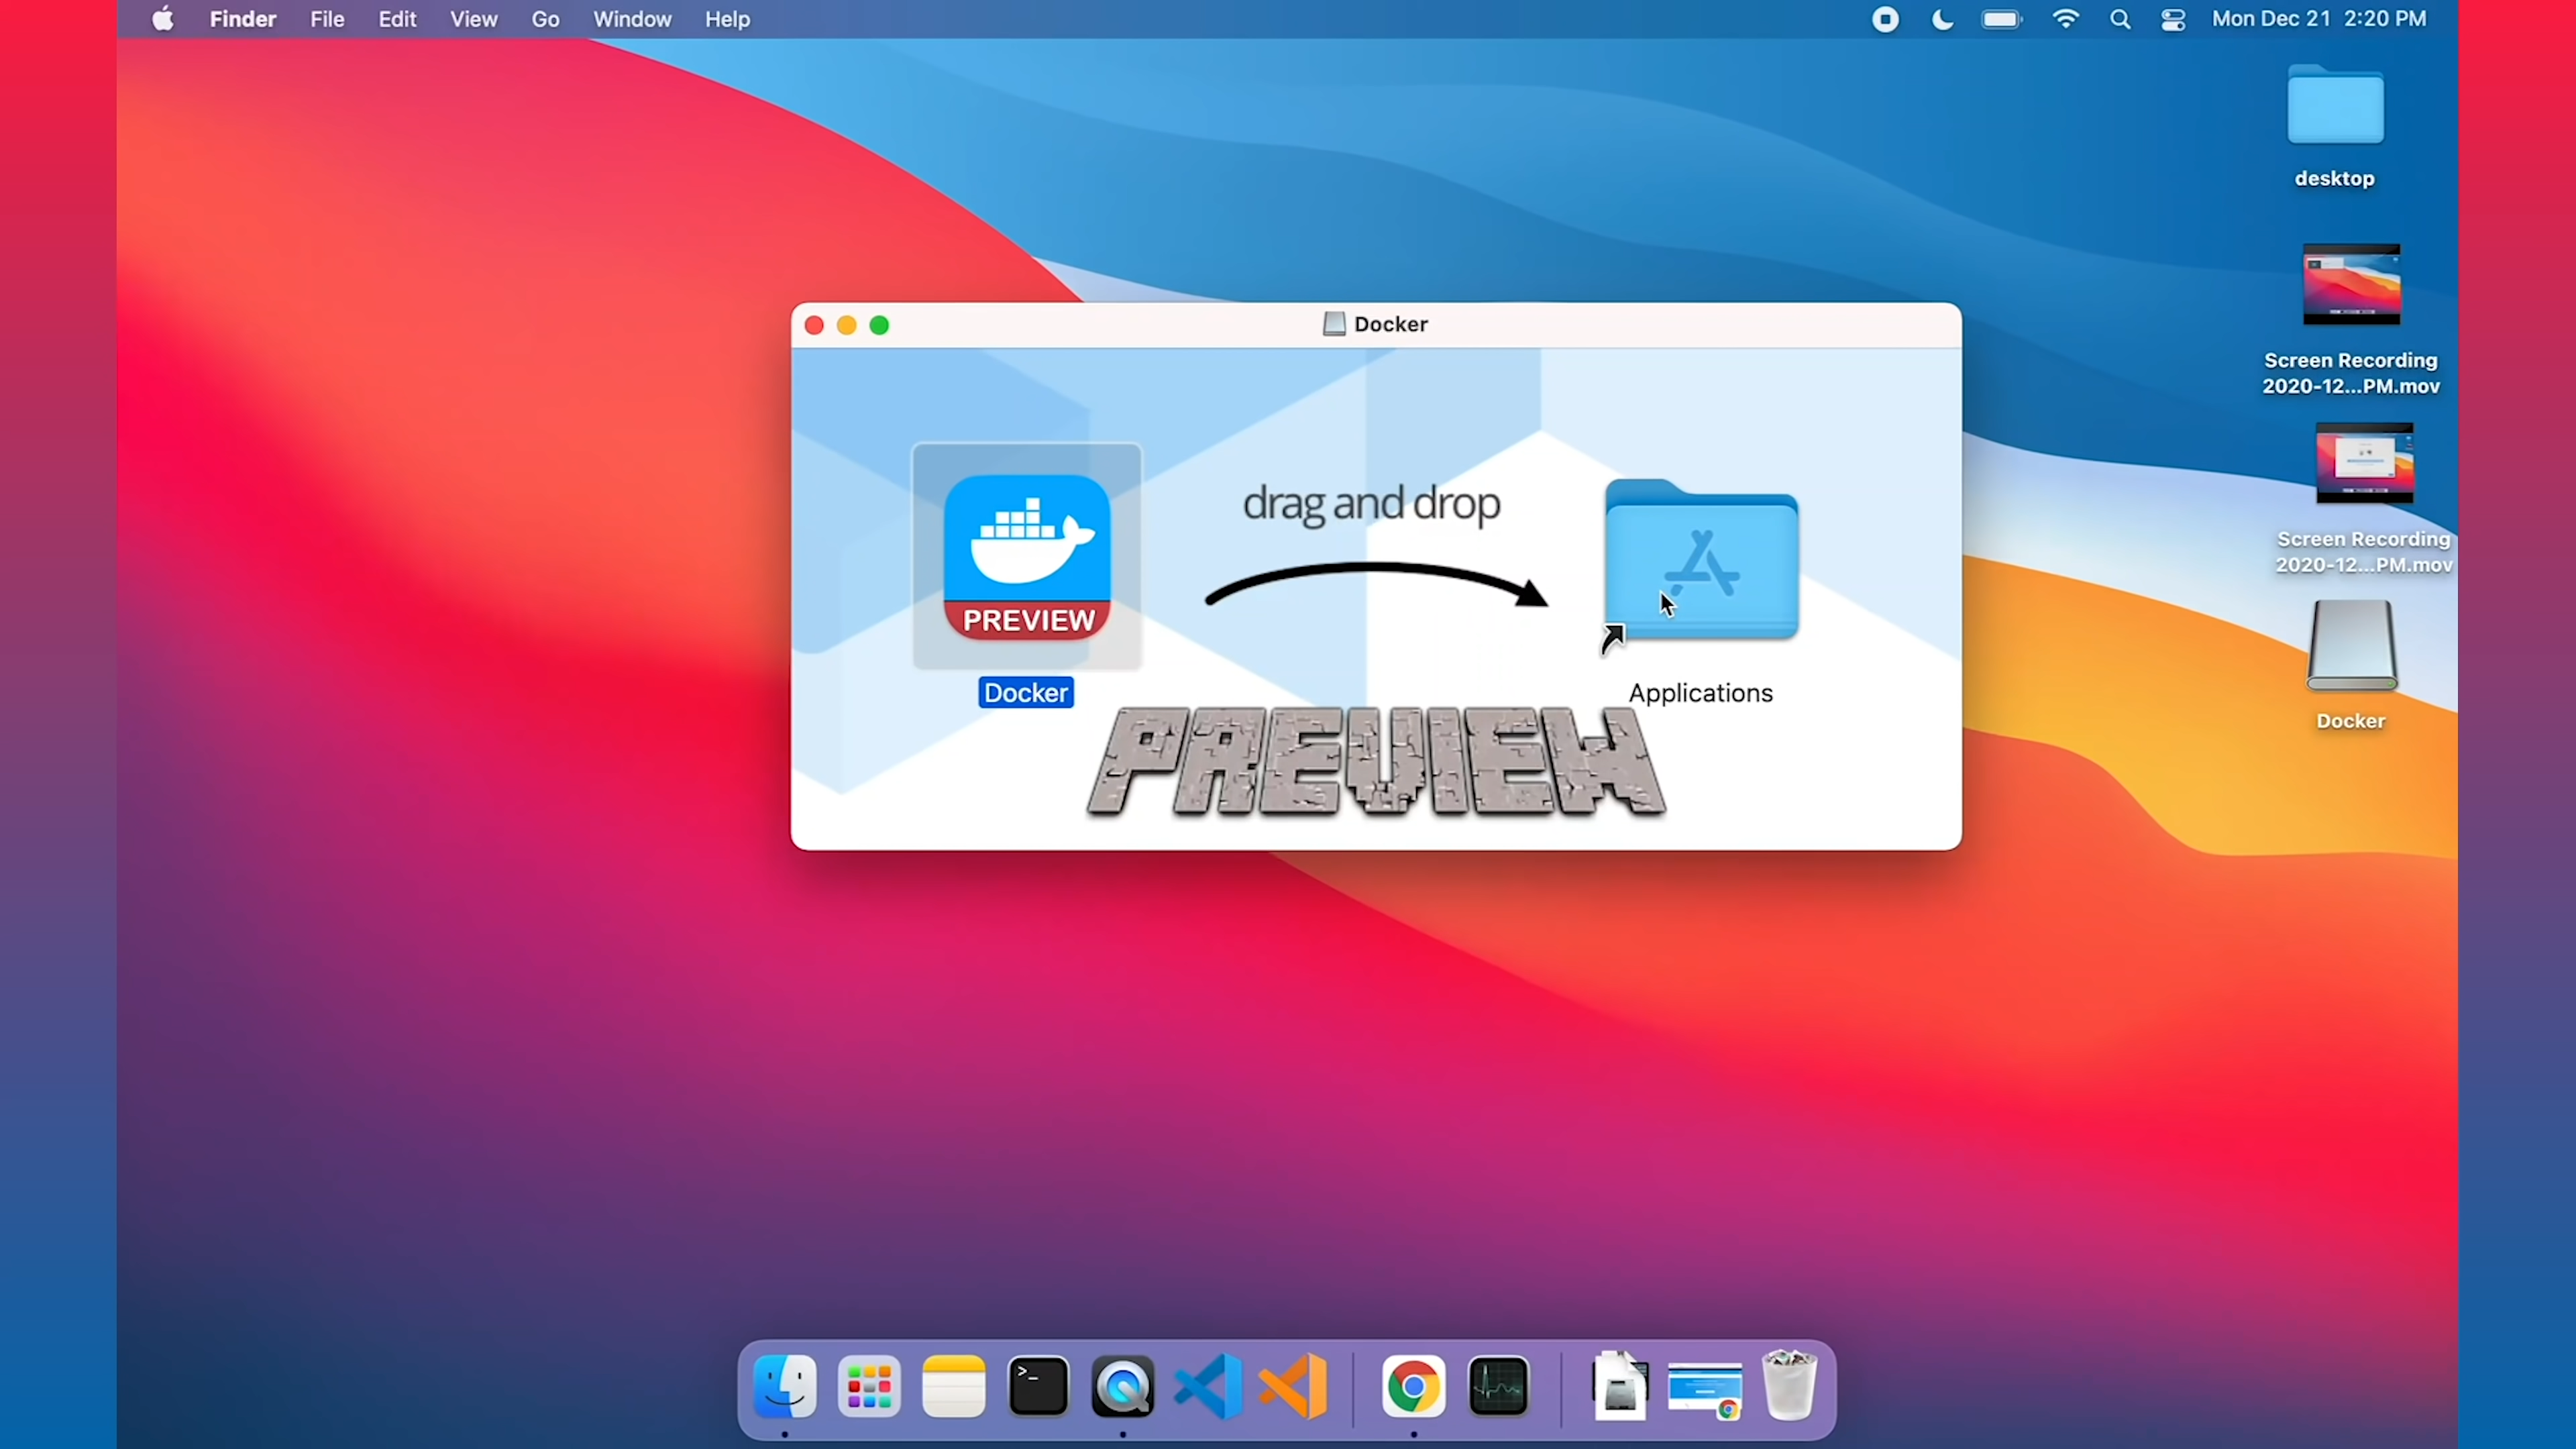 Finder File Edit View Go Window Help Mon Dec 21 2:20 PM
desktop
Screen Recording
2020-12...PM.mov
Screen Recording
2020-12...PM.mov
Docker
Docker
drag and drop
PREVIEW
Docker
Applications
PREVIEW
>_